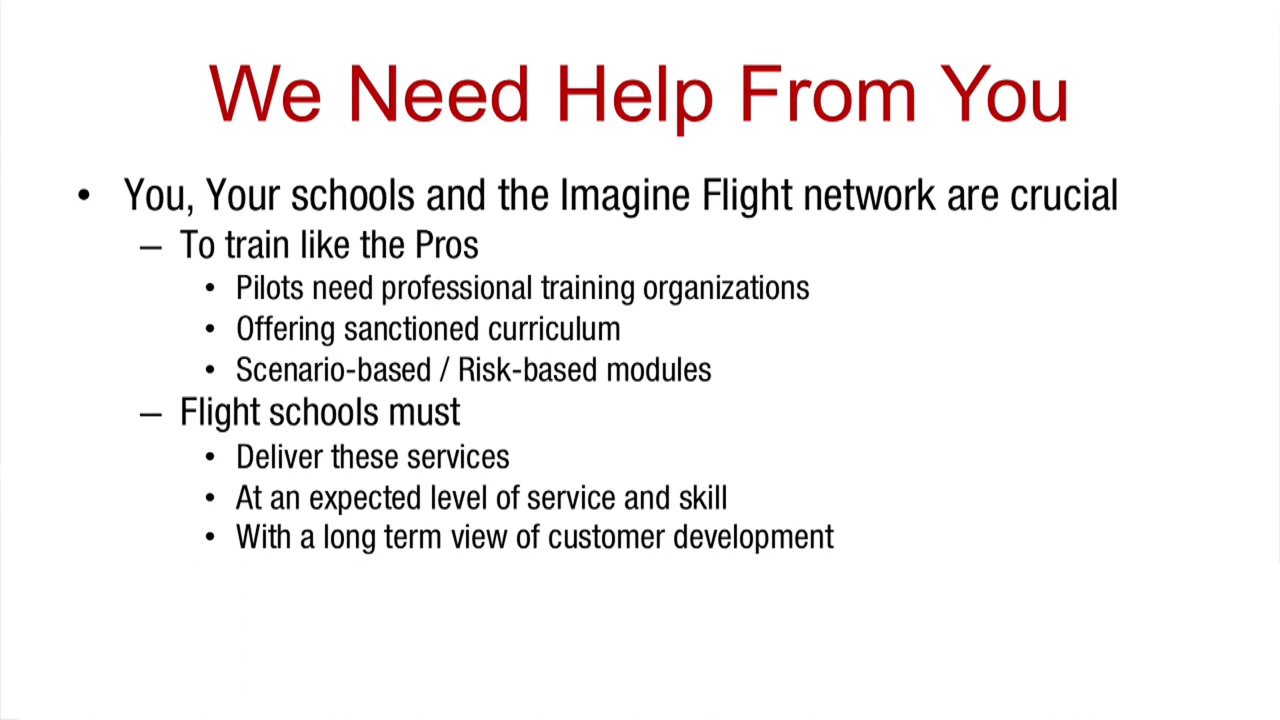 We Need Help From You
• You, Your schools and the Imagine Flight network are crucial
– To train like the Pros
• Pilots need professional training organizations
• Offering sanctioned curriculum
• Scenario-based / Risk-based modules
– Flight schools must
• Deliver these services
• At an expected level of service and skill
• With a long term view of customer development